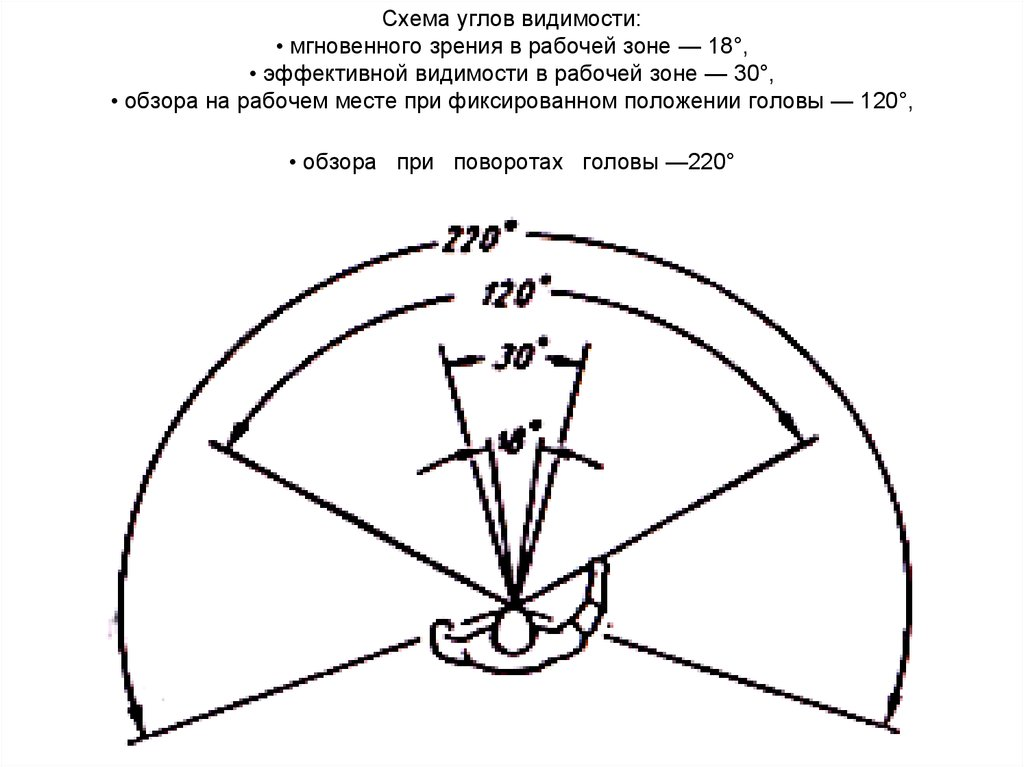 Схема углов видимости:
• мгновенного зрения в рабочей зоне — 18°,
• эффективной видимости в рабочей зоне — 30°,
• обзора на рабочем месте при фиксированном положении головы — 120°,
• обзора при поворотах головы —220°
220°
120°
30°
18°